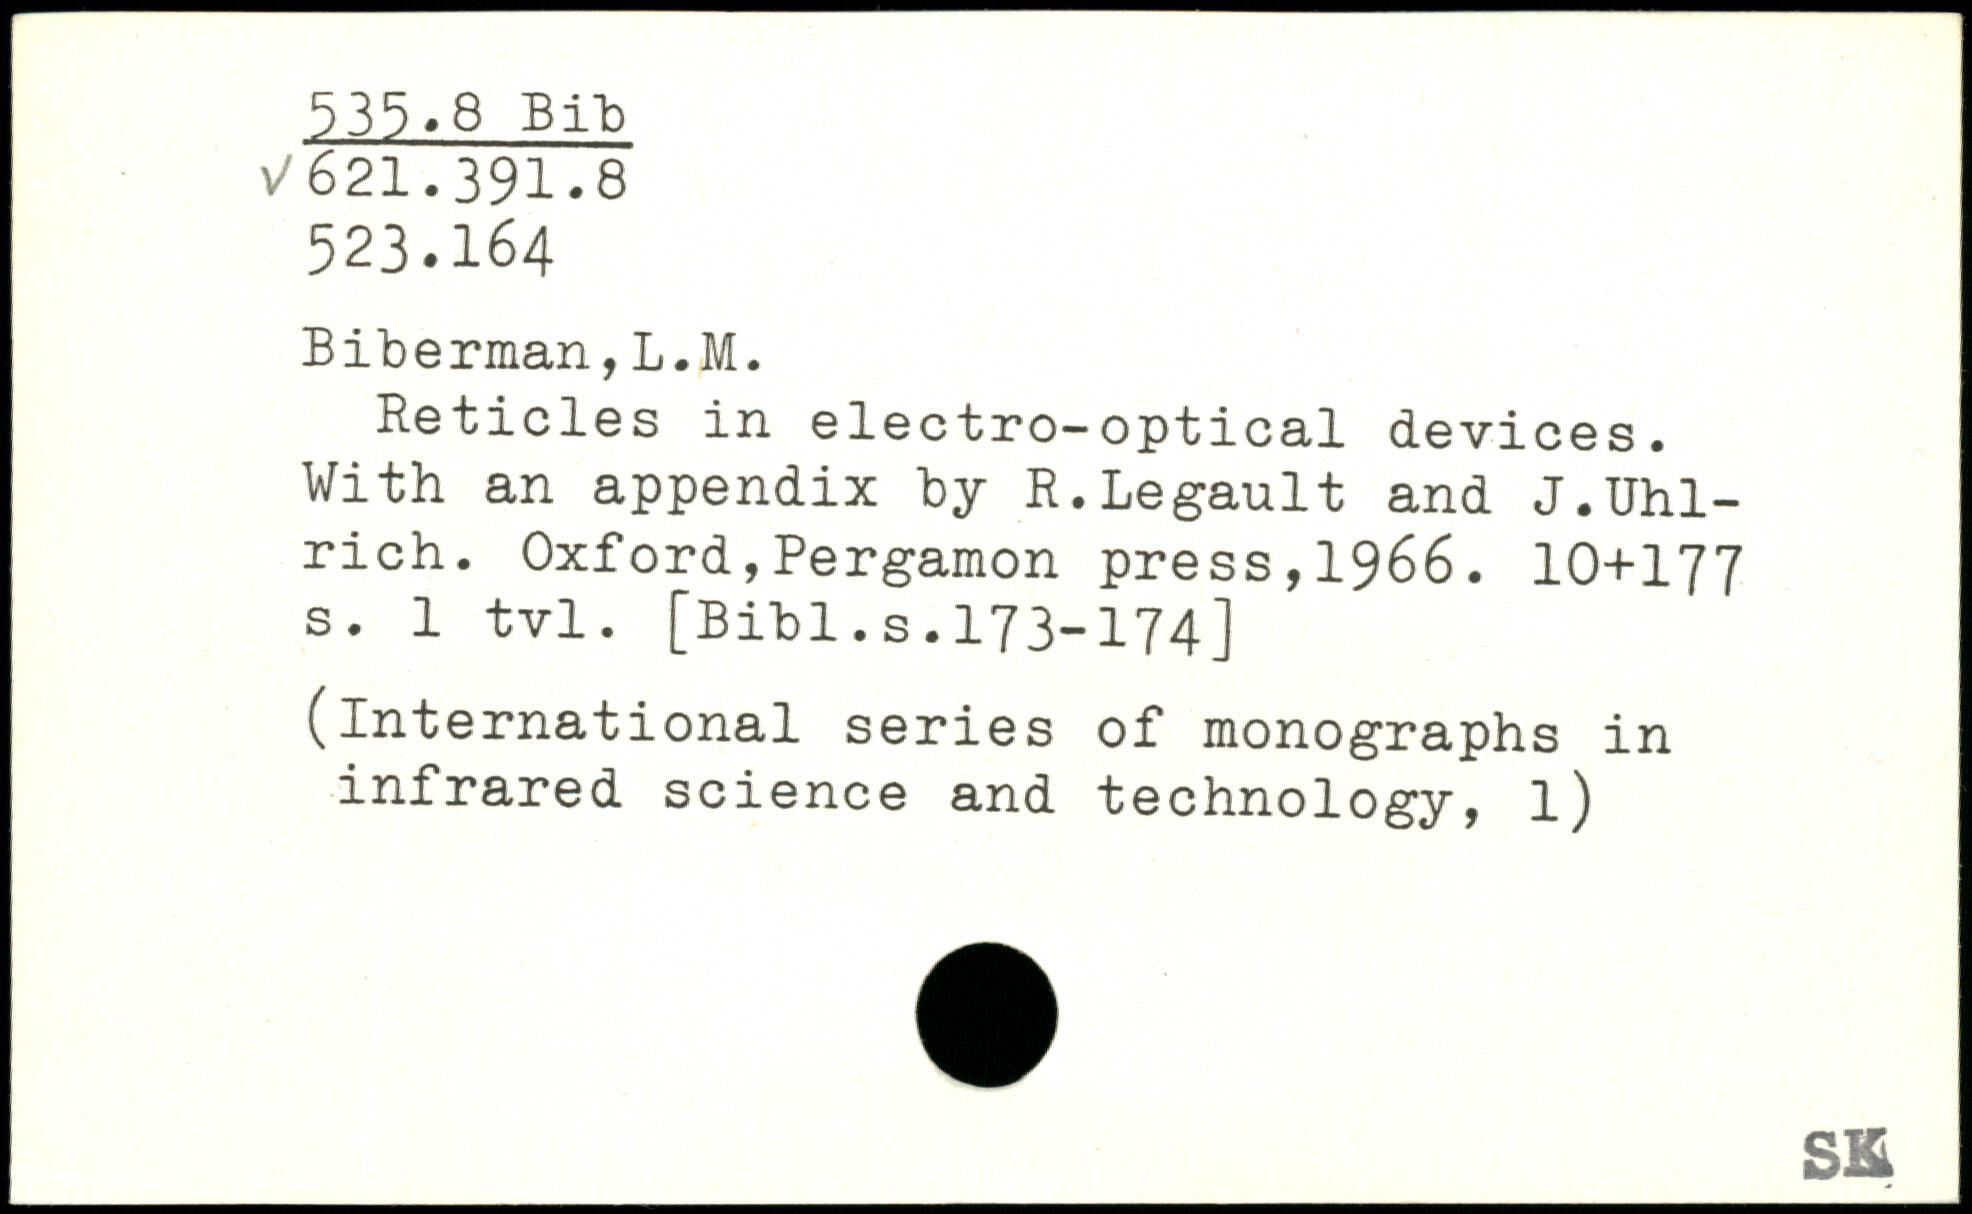 535.8 Bib
√621.391.8
523.164
Biberman,L.M.
Reticles in electro-optical devices.
With an appendix by R.Legault and J.Uhl-
rich. Oxford,Pergamon press,1966. 10+177
s. 1 tvl. [Bibl.s.173-174]
(International series of monographs in
infrared science and technology, 1)
SK